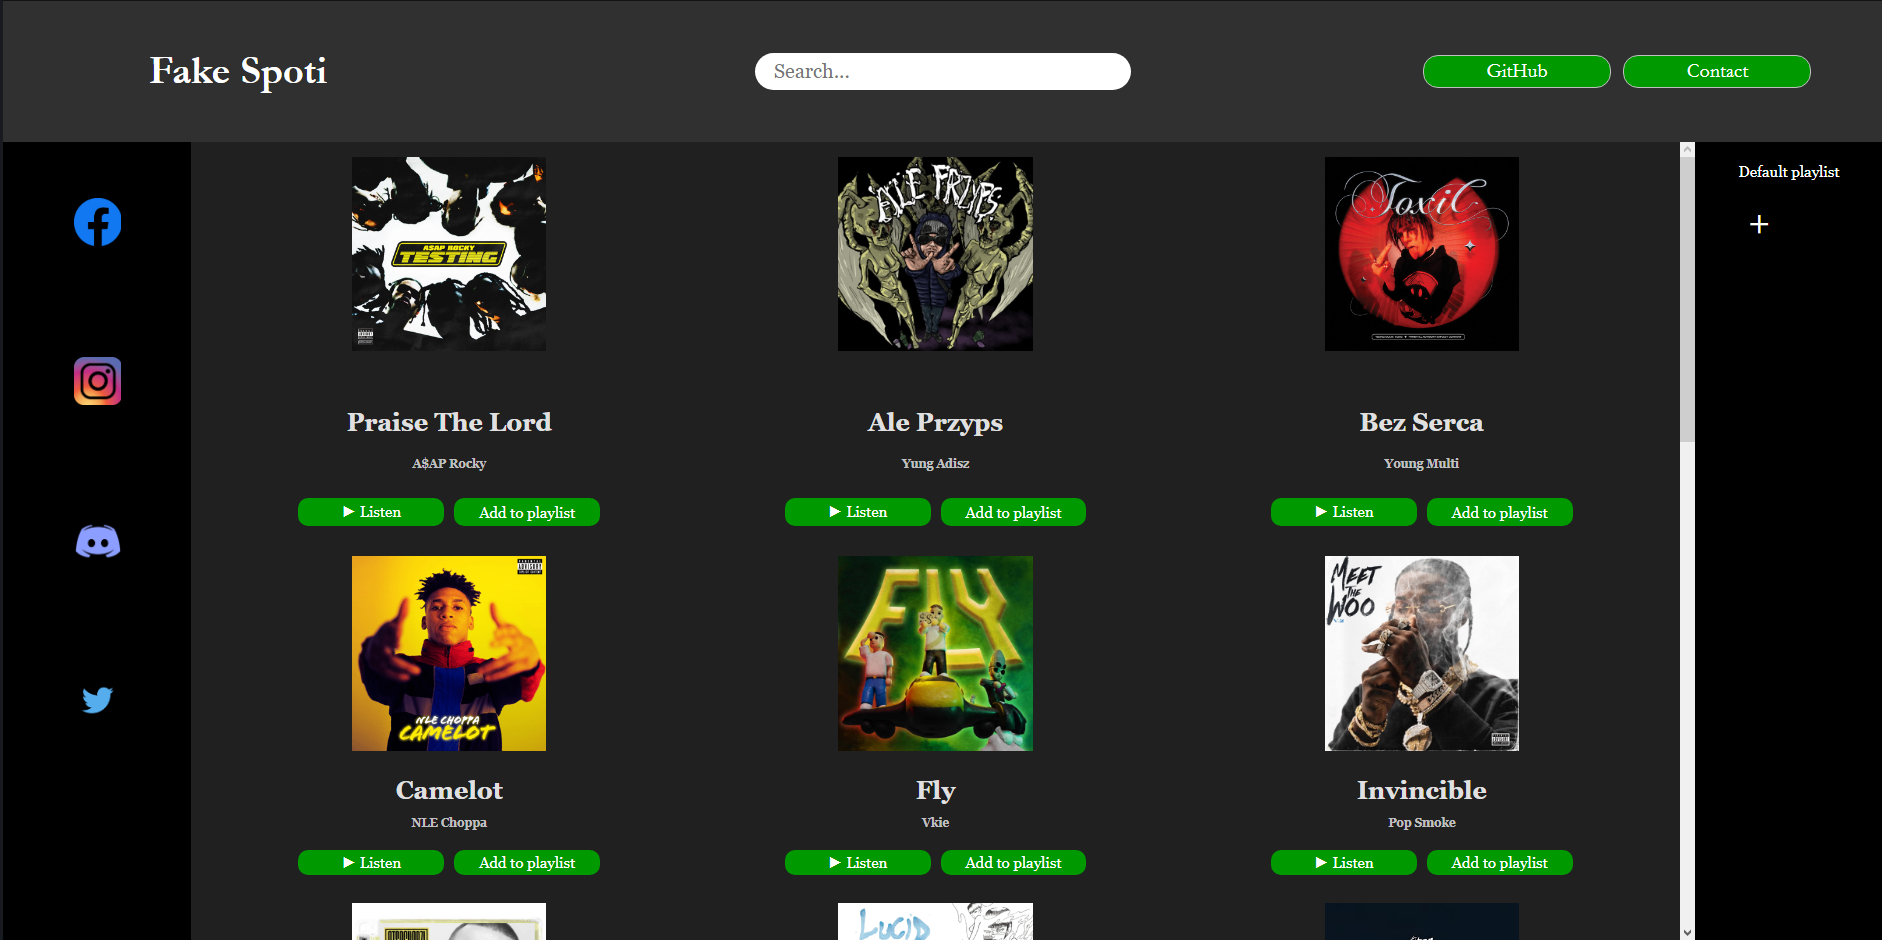 Fake Spoti
Search...
GitHub
Contact
Default playlist
+
A$AP ROCKY
TESTING
ALE PRZYPS
Toxic
Praise The Lord
Ale Przyps
Bez Serca
A$AP Rocky
Yung Adisz
Young Multi
▶ Listen
Add to playlist
▶ Listen
Add to playlist
▶ Listen
Add to playlist
NLE CHOPPA
CAMELOT
FLY
MEET
THE
WOO
Camelot
Fly
Invincible
NLE Choppa
Vkie
Pop Smoke
▶ Listen
Add to playlist
▶ Listen
Add to playlist
▶ Listen
Add to playlist
LUCID